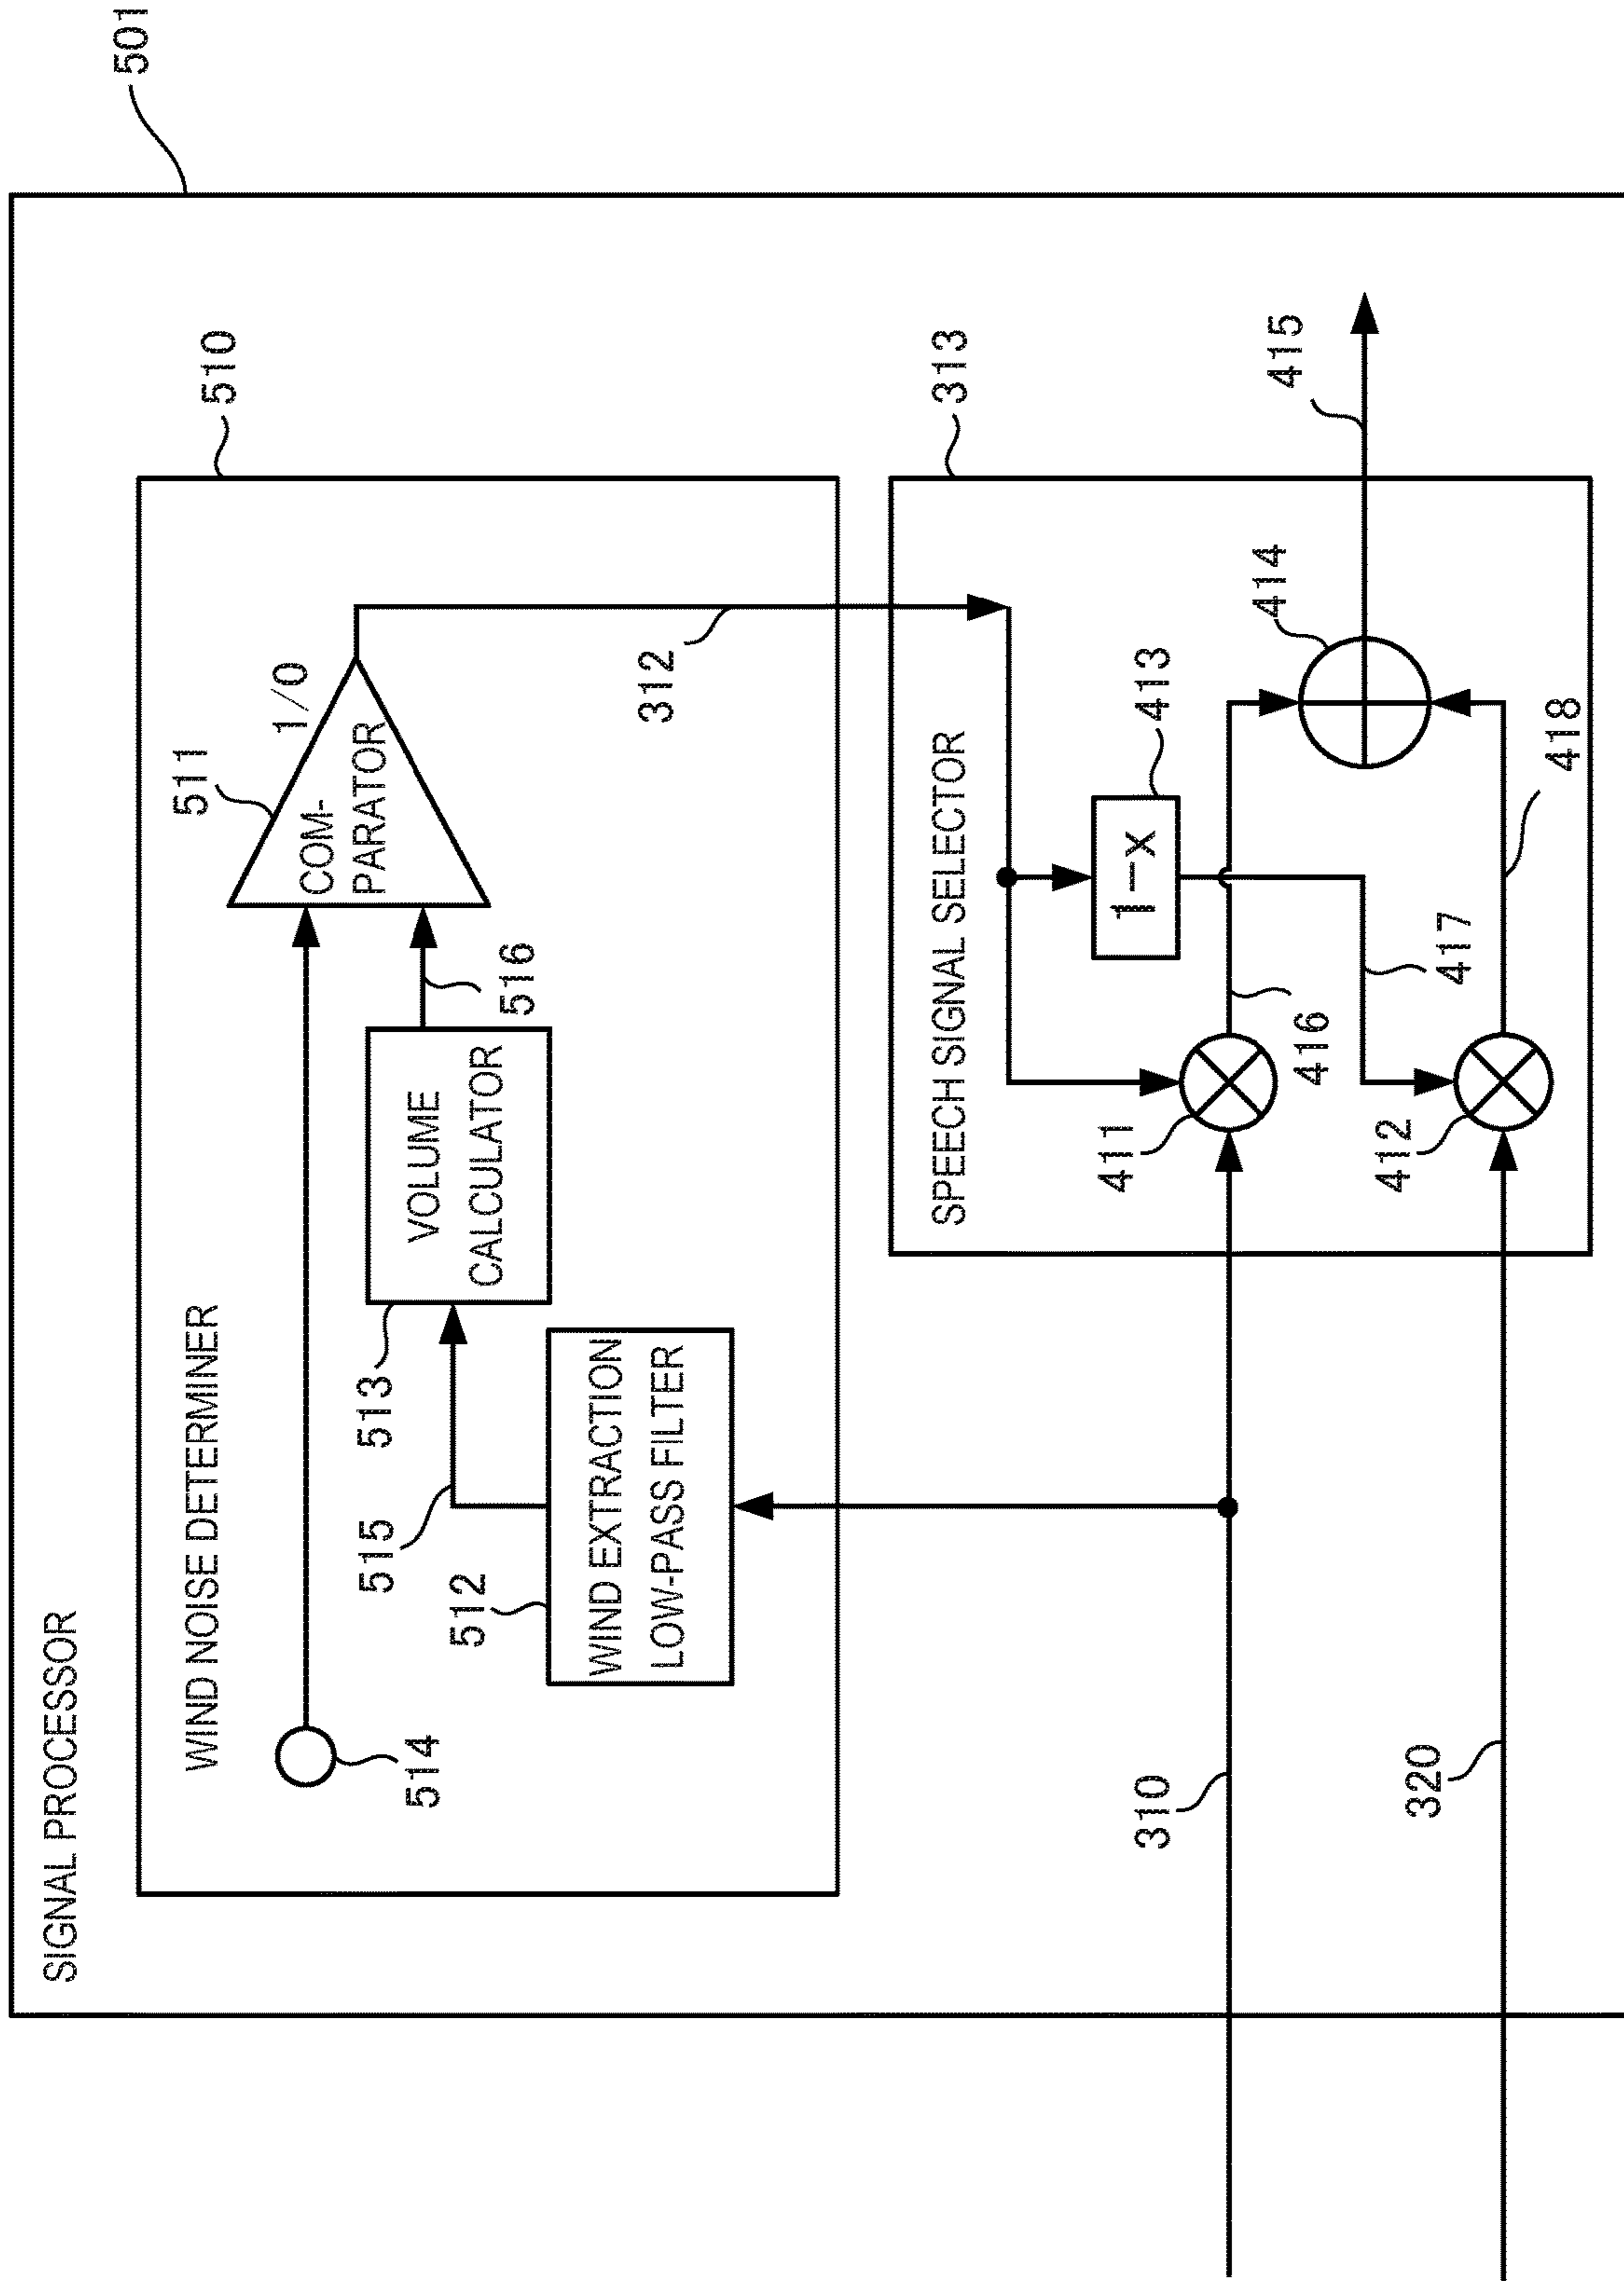 501
SIGNAL PROCESSOR
510
WIND NOISE DETERMINER
511
1/0
COM-
PARATOR
514
516
513
VOLUME
CALCULATOR
515
512
WIND EXTRACTION
LOW-PASS FILTER
312
313
SPEECH SIGNAL SELECTOR
415
414
413
1-x
411
416
417
412
418
310
320